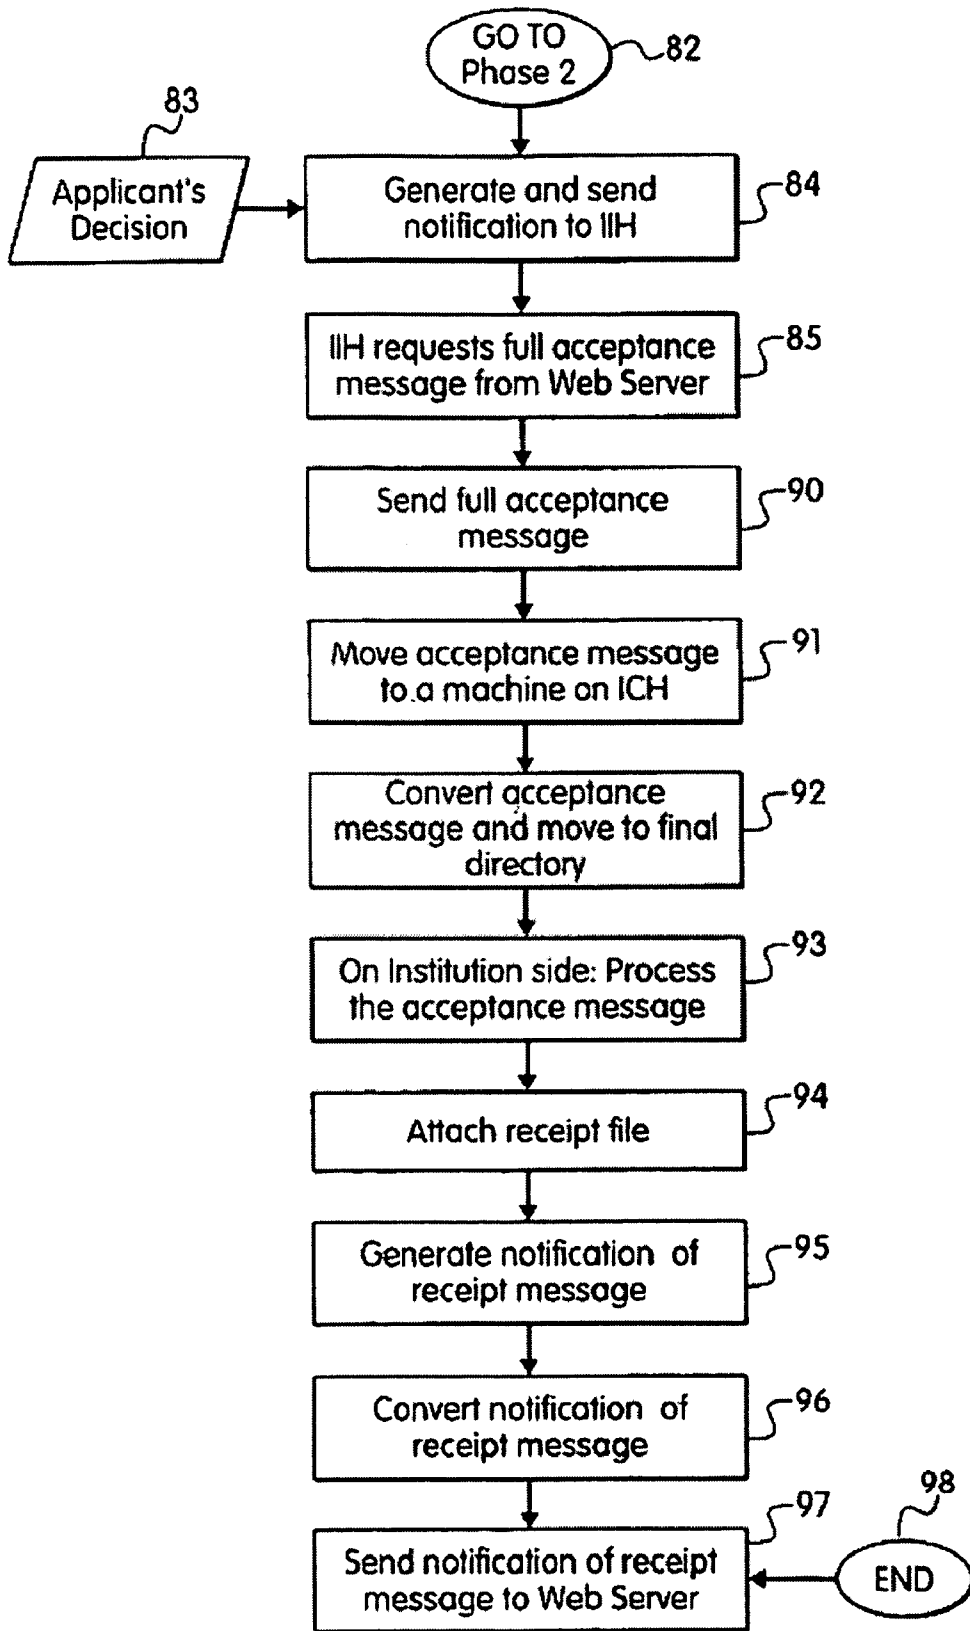 GO TO
Phase 2
82
83
Applicant's
Decision
Generate and send
notification to IIH
84
IIH requests full acceptance
message from Web Server
85
Send full acceptance
message
90
Move acceptance message
to a machine on ICH
91
Convert acceptance
message and move to final
directory
92
On Institution side: Process
the acceptance message
93
Attach receipt file
94
Generate notification of
receipt message
95
Convert notification of
receipt message
96
Send notification of receipt
message to Web Server
97
END
98